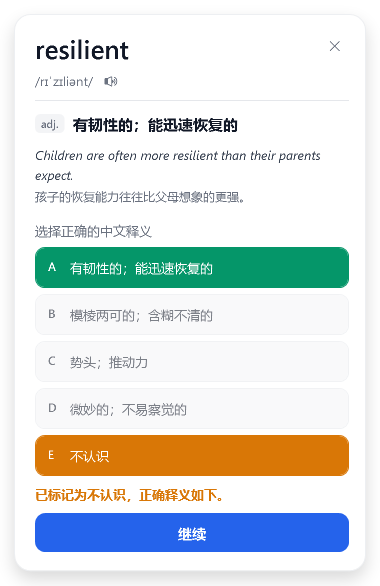 resilient
/rɪˈzɪliənt/
adj. 有韧性的；能迅速恢复的
Children are often more resilient than their parents
expect.
孩子的恢复能力往往比父母想象的更强。
选择正确的中文释义
A 有韧性的；能迅速恢复的
B 模棱两可的；含糊不清的
C 势头；推动力
D 微妙的；不易察觉的
E 不认识
已标记为不认识，正确释义如下。
继续